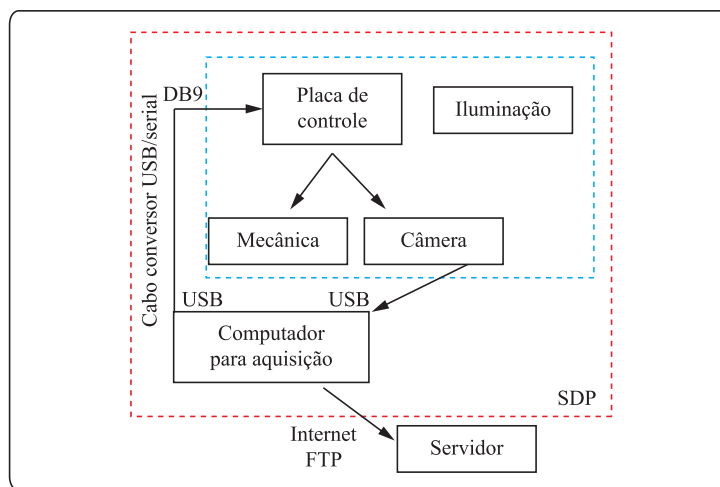 DB9
Placa de
controle
Iluminação
Cabo conversor USB/serial
Mecânica
Câmera
USB
USB
Computador
para aquisição
SDP
Internet
FTP
Servidor